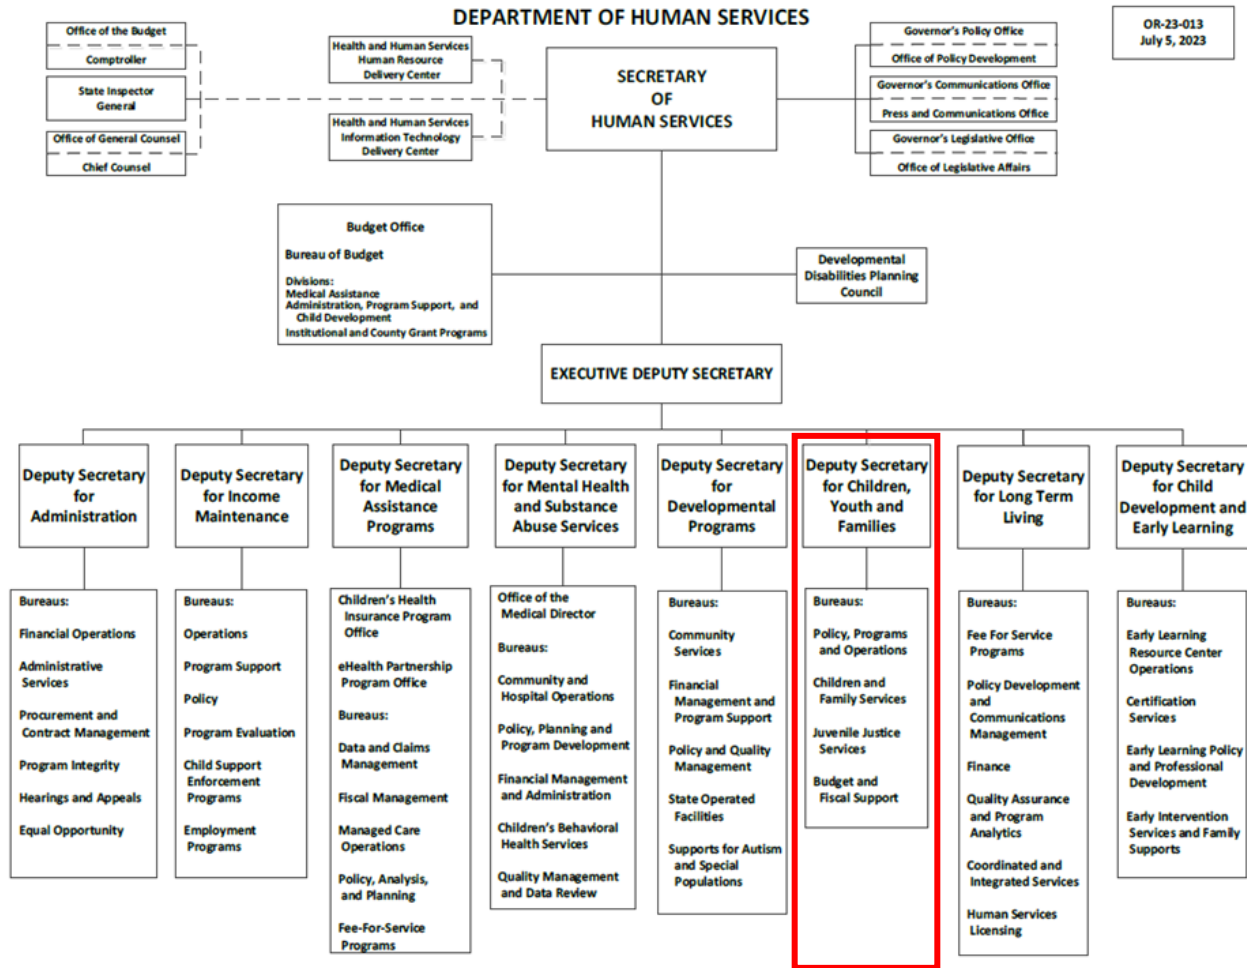 DEPARTMENT OF HUMAN SERVICES
OR-23-013
July 5, 2023
Office of the Budget
Comptroller
State Inspector
General
Office of General Counsel
Chief Counsel
Health and Human Services
Human Resource
Delivery Center
Health and Human Services
Information Technology
Delivery Center
SECRETARY
OF
HUMAN SERVICES
Governor's Policy Office
Office of Policy Development
Governor's Communications Office
Press and Communications Office
Governor's Legislative Office
Office of Legislative Affairs
Budget Office
Bureau of Budget
Divisions:
Medical Assistance
Administration, Program Support, and
Child Development
Institutional and County Grant Programs
Developmental
Disabilities Planning
Council
EXECUTIVE DEPUTY SECRETARY
Deputy Secretary
for
Administration
Bureaus:
Financial Operations
Administrative
Services
Procurement and
Contract Management
Program Integrity
Hearings and Appeals
Equal Opportunity
Deputy Secretary
for Income
Maintenance
Bureaus:
Operations
Program Support
Policy
Program Evaluation
Child Support
Enforcement
Programs
Employment
Programs
Deputy Secretary
for Medical
Assistance
Programs
Children's Health
Insurance Program
Office
eHealth Partnership
Program Office
Bureaus:
Data and Claims
Management
Fiscal Management
Managed Care
Operations
Policy, Analysis,
and Planning
Fee-For-Service
Programs
Deputy Secretary
for Mental Health
and Substance
Abuse Services
Office of the
Medical Director
Bureaus:
Community and
Hospital Operations
Policy, Planning and
Program Development
Financial Management
and Administration
Children's Behavioral
Health Services
Quality Management
and Data Review
Deputy Secretary
for
Developmental
Programs
Bureaus:
Community
Services
Financial
Management and
Program Support
Policy and Quality
Management
State Operated
Facilities
Supports for Autism
and Special
Populations
Deputy Secretary
for Children,
Youth and
Families
Bureaus:
Policy, Programs
and Operations
Children and
Family Services
Juvenile Justice
Services
Budget and
Fiscal Support
Deputy Secretary
for Long Term
Living
Bureaus:
Fee For Service
Programs
Policy Development
and
Communications
Management
Finance
Quality Assurance
and Program
Analytics
Coordinated and
Integrated Services
Human Services
Licensing
Deputy Secretary
for Child
Development and
Early Learning
Bureaus:
Early Learning
Resource Center
Operations
Certification
Services
Early Learning Policy
and Professional
Development
Early Intervention
Services and Family
Supports